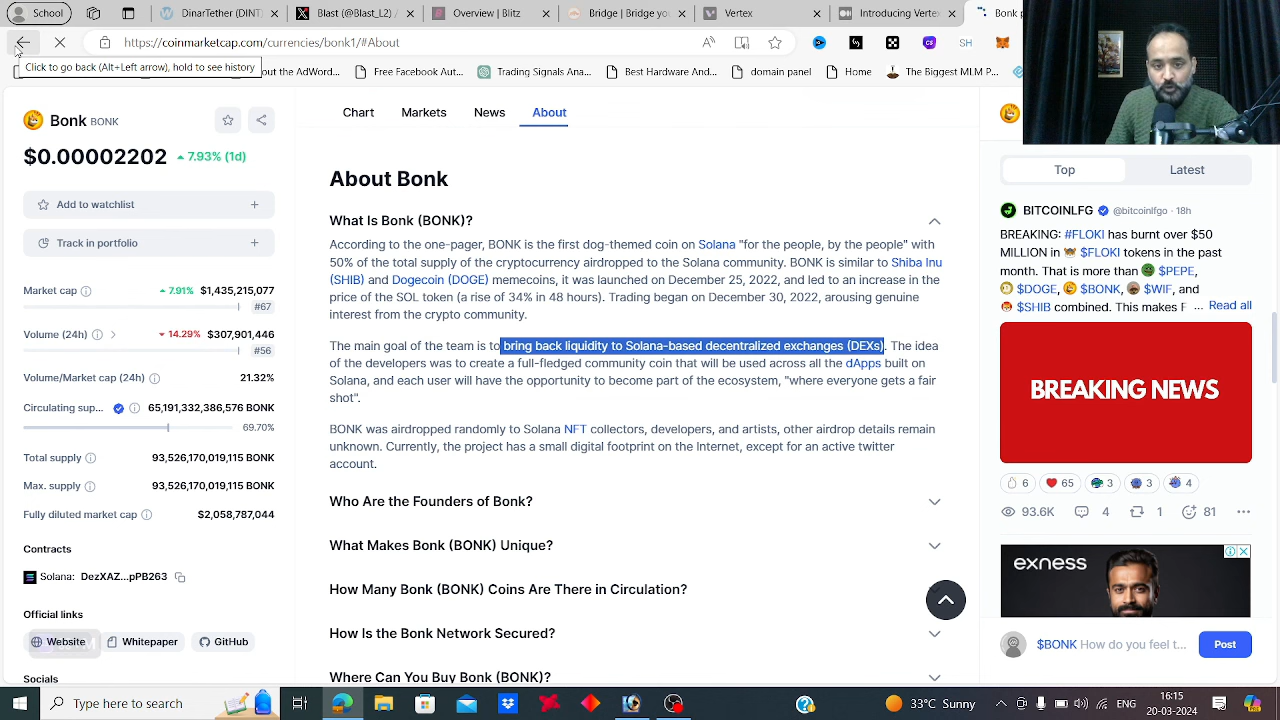 WDinarTether (WDINT)
Blast (@Blast_L2)
Bridge | Bridge yo
Vertex
Introducing Vertex
Bonk pri
https://coinmarketcap.com/currencies/bonk1/#About
SH
Click to go back (Alt+Left arrow), hold to see history
out the AdWor...
Free Facebook Aut...
Trading Signals Ana...
Best Hardware And...
domain panel
Home
The Biggest MLM P...
Bonk BONK
$0.00002202
7.93% (1d)
Add to watchlist
Track in portfolio
Market cap
7.91% $1,435,215,077
#67
Volume (24h)
14.29% $307,901,446
#56
Volume/Market cap (24h)
21.32%
Circulating sup...
65,191,332,386,576 BONK
69.70%
Total supply
93,526,170,019,115 BONK
Max. supply
93,526,170,019,115 BONK
Fully diluted market cap
$2,058,787,044
Contracts
Solana: DezXAZ...pPB263
Official links
Website
Whitepaper
GitHub
Socials
Chart
Markets
News
About
About Bonk
What Is Bonk (BONK)?
According to the one-pager, BONK is the first dog-themed coin on Solana "for the people, by the people" with
50% of its total supply of the cryptocurrency airdropped to the Solana community. BONK is similar to Shiba Inu
(SHIB) and Dogecoin (DOGE) memecoins, it was launched on December 25, 2022, and led to an increase in the
price of the SOL token (a rise of 34% in 48 hours). Trading began on December 30, 2022, arousing genuine
interest from the crypto community.
The main goal of the team is to bring back liquidity to Solana-based decentralized exchanges (DEXs). The idea
of the developers was to create a full-fledged community coin that will be used across all the dApps built on
Solana, and each user will have the opportunity to become part of the ecosystem, "where everyone gets a fair
shot".
BONK was airdropped randomly to Solana NFT collectors, developers, and artists, other airdrop details remain
unknown. Currently, the project has a small digital footprint on the Internet, except for an active twitter
account.
Who Are the Founders of Bonk?
What Makes Bonk (BONK) Unique?
How Many Bonk (BONK) Coins Are There in Circulation?
How Is the Bonk Network Secured?
Where Can You Buy Bonk (BONK)?
Top
Latest
BITCOINLFG @bitcoinlfgo · 18h
BREAKING: #FLOKI has burnt over $50
MILLION in $FLOKI tokens in the past
month. That is more than $PEPE,
$DOGE, $BONK, $WIF, and
$SHIB combined. This makes F ... Read all
BREAKING NEWS
6
65
3
3
4
93.6K
4
1
81
exness
$BONK How do you feel t...
Post
33°C Sunny
16:15